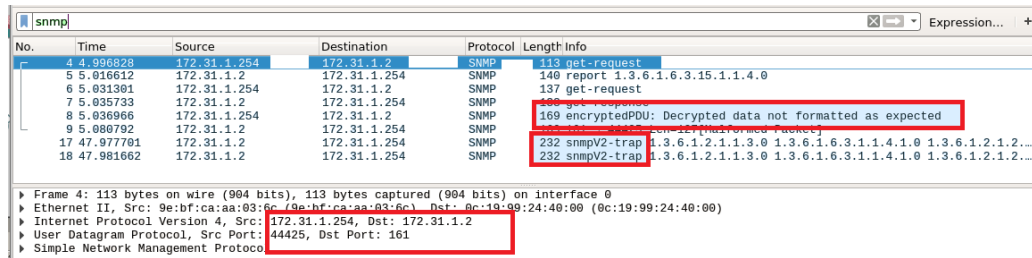 snmp Expression... +
No. Time Source Destination Protocol Length Info
4 4.996828 172.31.1.254 172.31.1.2 SNMP 113 get-request
5 5.016612 172.31.1.2 172.31.1.254 SNMP 140 report 1.3.6.1.6.3.15.1.1.4.0
6 5.031301 172.31.1.254 172.31.1.2 SNMP 137 get-request
7 5.035733 172.31.1.2 172.31.1.254 SNMP
8 5.036966 172.31.1.254 172.31.1.2 SNMP 169 encryptedPDU: Decrypted data not formatted as expected
9 5.080792 172.31.1.2 172.31.1.254 SNMP Len=127[Malformed Packet]
17 47.977701 172.31.1.2 172.31.1.254 SNMP 232 snmpV2-trap 1.3.6.1.2.1.1.3.0 1.3.6.1.6.3.1.1.4.1.0 1.3.6.1.2.1.2...
18 47.981662 172.31.1.2 172.31.1.254 SNMP 232 snmpV2-trap 1.3.6.1.2.1.1.3.0 1.3.6.1.6.3.1.1.4.1.0 1.3.6.1.2.1.2...
Frame 4: 113 bytes on wire (904 bits), 113 bytes captured (904 bits) on interface 0
Ethernet II, Src: 9e:bf:ca:aa:03:6c (9e:bf:ca:aa:03:6c), Dst: 0c:19:99:24:40:00 (0c:19:99:24:40:00)
Internet Protocol Version 4, Src: 172.31.1.254, Dst: 172.31.1.2
User Datagram Protocol, Src Port: 44425, Dst Port: 161
Simple Network Management Protoco